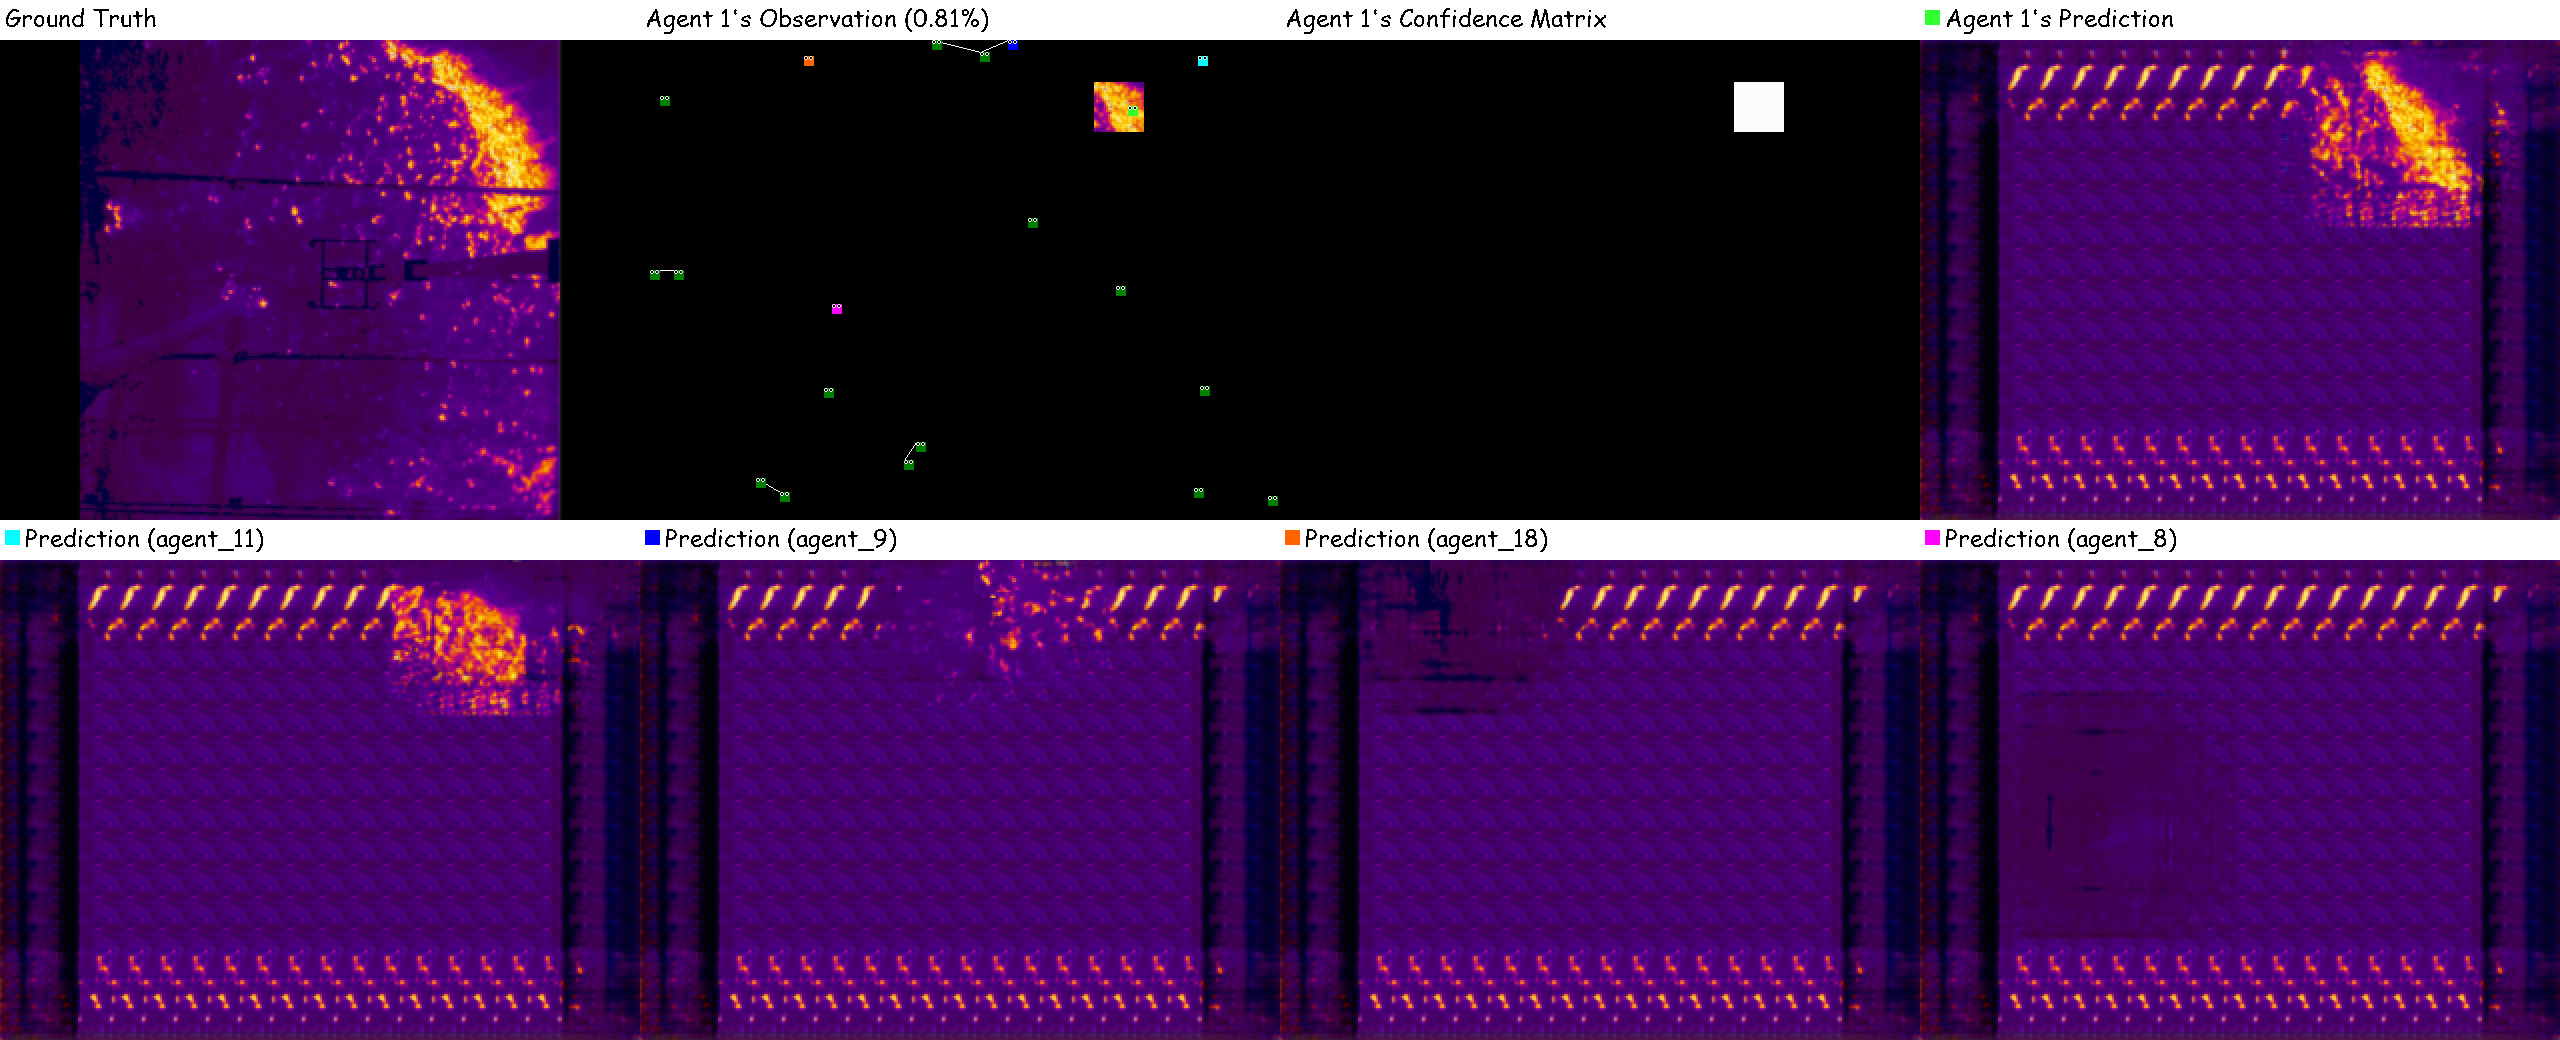 Ground Truth
Agent 1's Observation (0.81%)
Agent 1's Confidence Matrix
Agent 1's Prediction
Prediction (agent_11)
Prediction (agent_9)
Prediction (agent_18)
Prediction (agent_8)